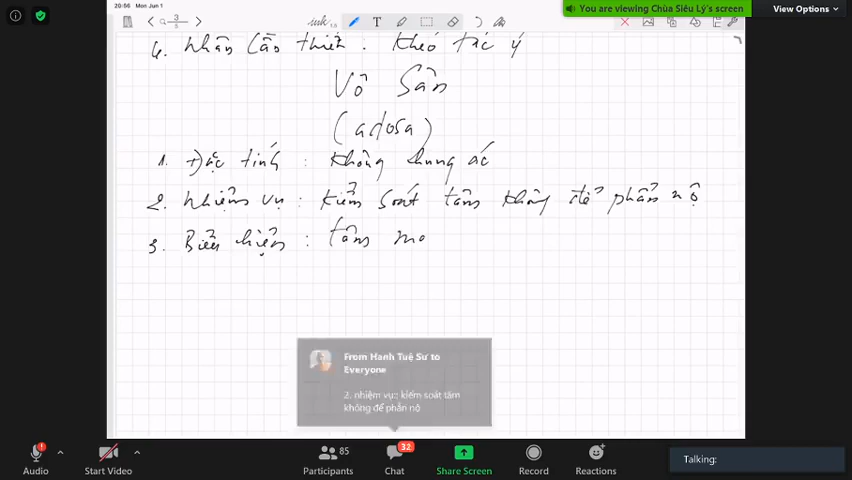 20:56 Mon Jun 1
3
You are viewing Chùa Siêu Lý's screen
View Options
4. Nhân Cần thiết : Khéo tác ý
Vô Sân
(adosa)
1. Đặc tính : Không hung ác
2. Nhiệm vụ : kiểm soát tâm không để phẩn nộ
3. Biểu hiện : tâm mo
From Hanh Tuệ Sư to
Everyone
2. nhiệm vụ:: kiểm soát tâm
không để phẫn nộ
Audio
Start Video
85
Participants
32
Chat
Share Screen
Record
Reactions
Talking: